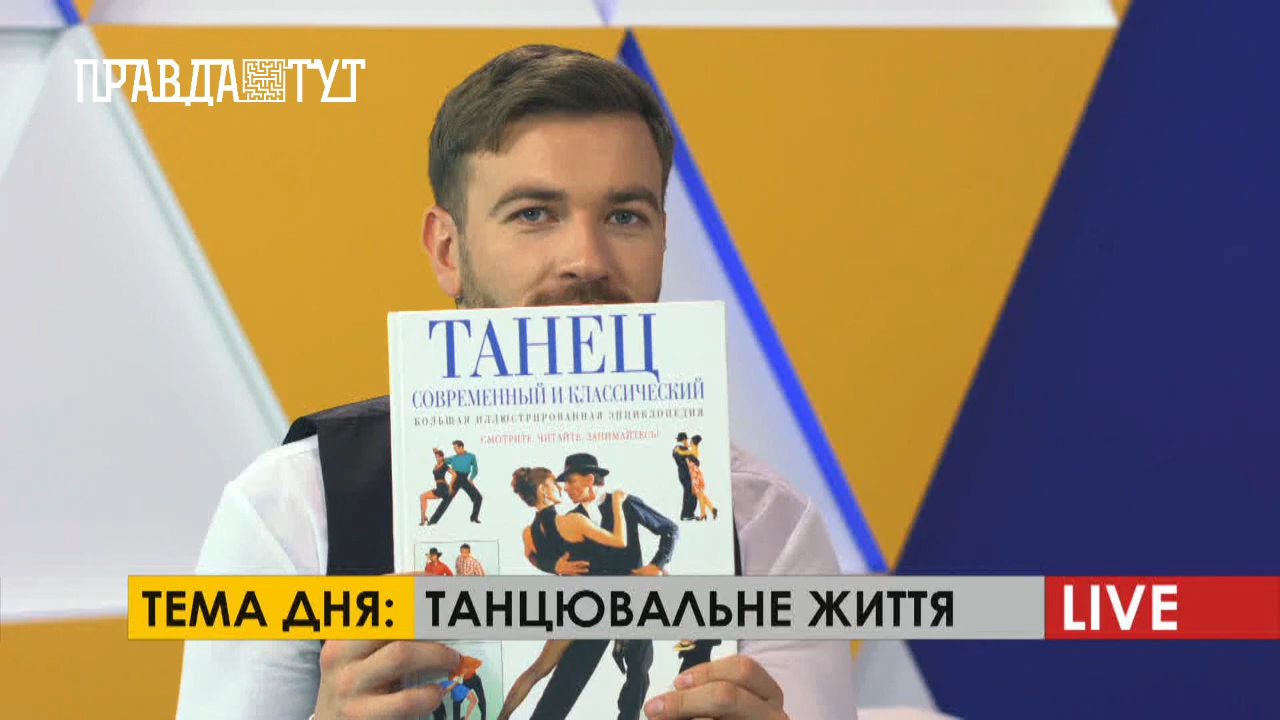 ПРАВДА ТУТ
ТАНЕЦ
СОВРЕМЕННЫЙ И КЛАССИЧЕСКИЙ
БОЛЬШАЯ ИЛЛЮСТРИРОВАННАЯ ЭНЦИКЛОПЕДИЯ
СМОТРИТЕ, ЧИТАЙТЕ, ЗАНИМАЙТЕСЬ!
ТЕМА ДНЯ: ТАНЦЮВАЛЬНЕ ЖИТТЯ LIVE